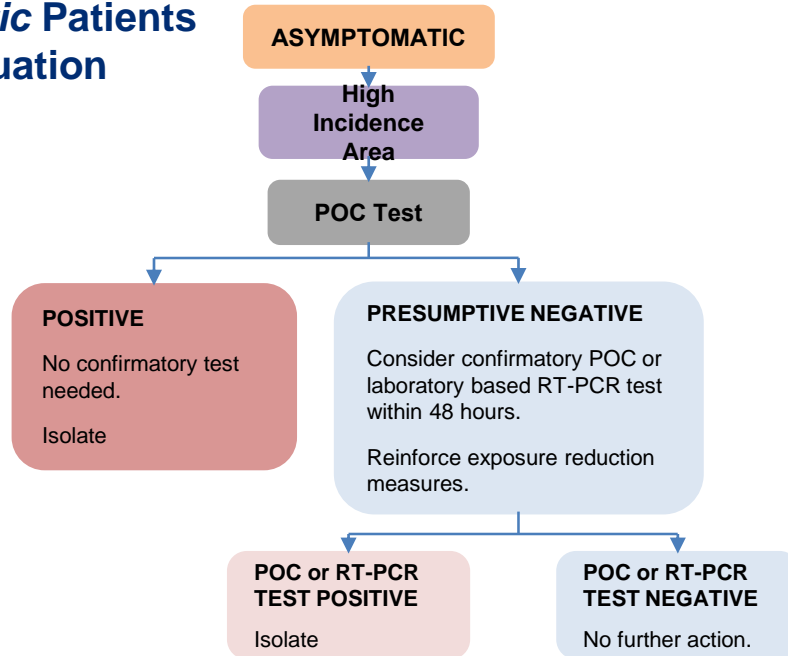 ic Patients
uation
ASYMPTOMATIC
High
Incidence
Area
POC Test
POSITIVE
No confirmatory test
needed.
Isolate
PRESUMPTIVE NEGATIVE
Consider confirmatory POC or
laboratory based RT-PCR test
within 48 hours.
Reinforce exposure reduction
measures.
POC or RT-PCR
TEST POSITIVE
Isolate
POC or RT-PCR
TEST NEGATIVE
No further action.